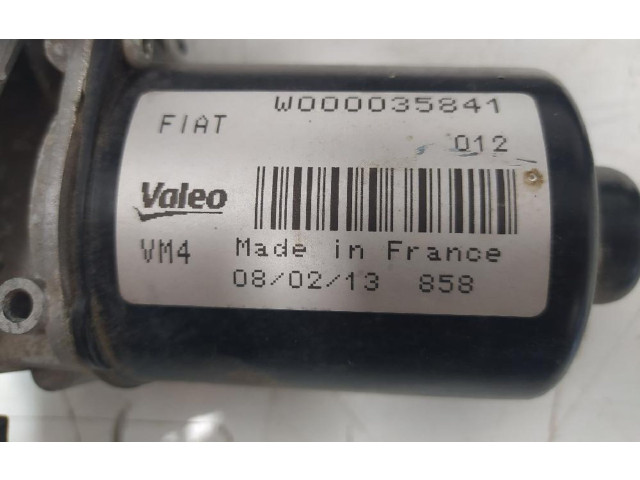 FIAT W000035841
012
Valeo
VM4 Made in France
08/02/13 858